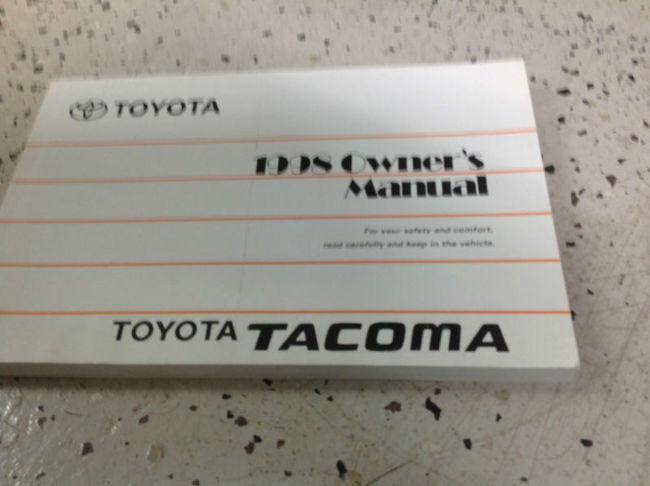 TOYOTA
1998 Owner's
Manual
For your safety and comfort,
read carefully and keep in the vehicle.
TOYOTA TACOMA